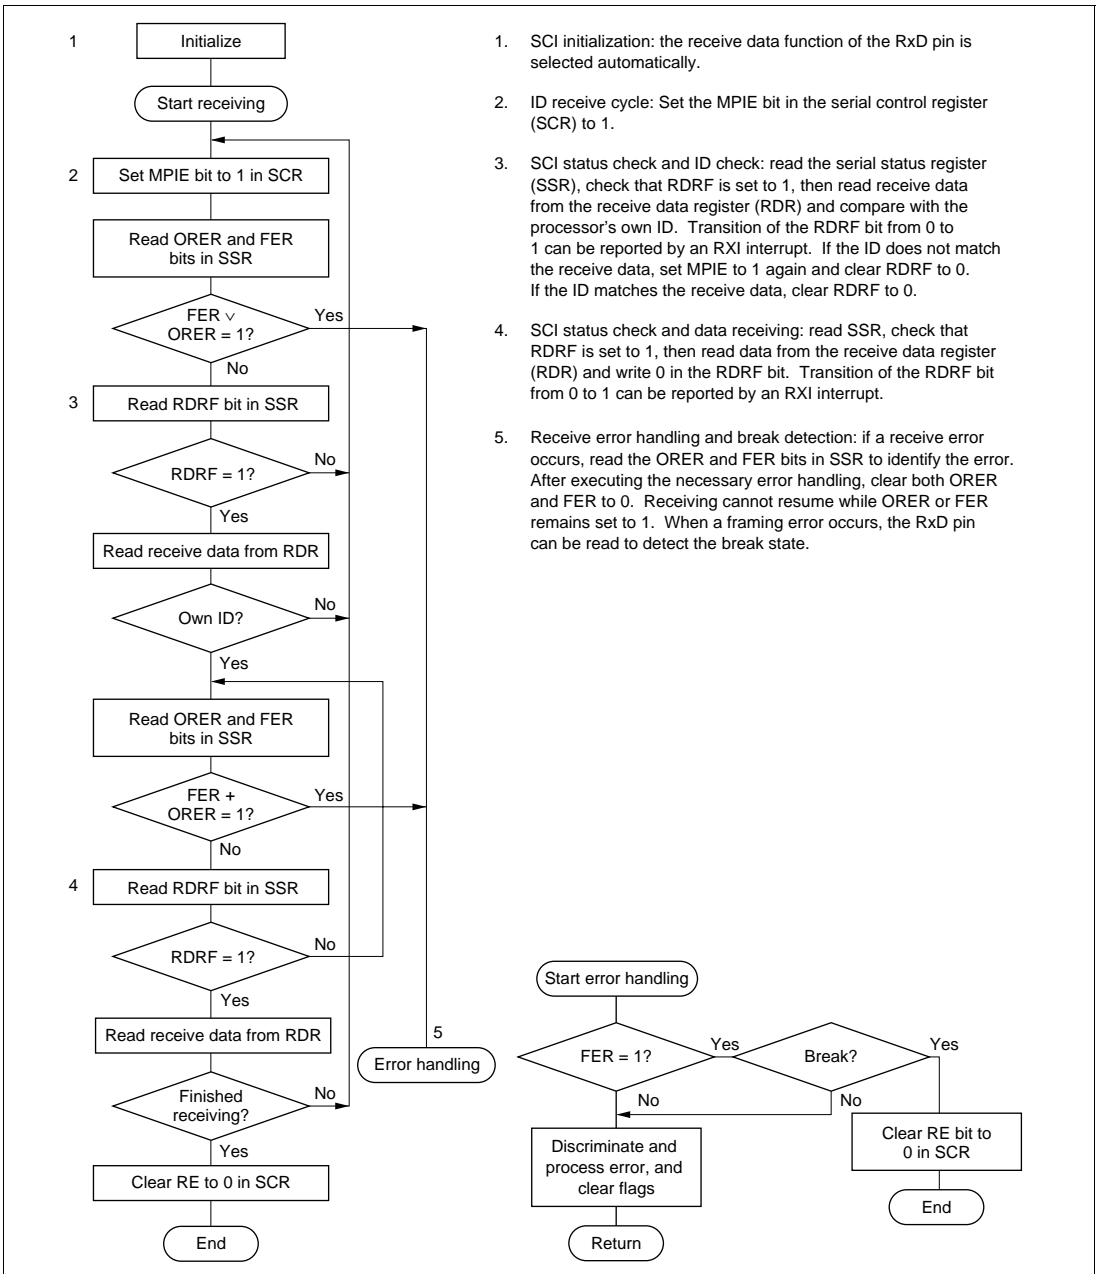 1
Initialize
Start receiving
2
Set MPIE bit to 1 in SCR
Read ORER and FER
bits in SSR
FER ∨
ORER = 1?
Yes
No
3
Read RDRF bit in SSR
RDRF = 1?
No
Yes
Read receive data from RDR
Own ID?
No
Yes
Read ORER and FER
bits in SSR
FER +
ORER = 1?
Yes
No
4
Read RDRF bit in SSR
RDRF = 1?
No
Yes
Read receive data from RDR
5
Error handling
Finished
receiving?
No
Yes
Clear RE to 0 in SCR
End
1. SCI initialization: the receive data function of the RxD pin is
selected automatically.
2. ID receive cycle: Set the MPIE bit in the serial control register
(SCR) to 1.
3. SCI status check and ID check: read the serial status register
(SSR), check that RDRF is set to 1, then read receive data
from the receive data register (RDR) and compare with the
processor's own ID. Transition of the RDRF bit from 0 to
1 can be reported by an RXI interrupt. If the ID does not match
the receive data, set MPIE to 1 again and clear RDRF to 0.
If the ID matches the receive data, clear RDRF to 0.
4. SCI status check and data receiving: read SSR, check that
RDRF is set to 1, then read data from the receive data register
(RDR) and write 0 in the RDRF bit. Transition of the RDRF bit
from 0 to 1 can be reported by an RXI interrupt.
5. Receive error handling and break detection: if a receive error
occurs, read the ORER and FER bits in SSR to identify the error.
After executing the necessary error handling, clear both ORER
and FER to 0. Receiving cannot resume while ORER or FER
remains set to 1. When a framing error occurs, the RxD pin
can be read to detect the break state.
Start error handling
FER = 1?
Yes
Break?
Yes
No
No
Discriminate and
process error, and
clear flags
Clear RE bit to
0 in SCR
Return
End